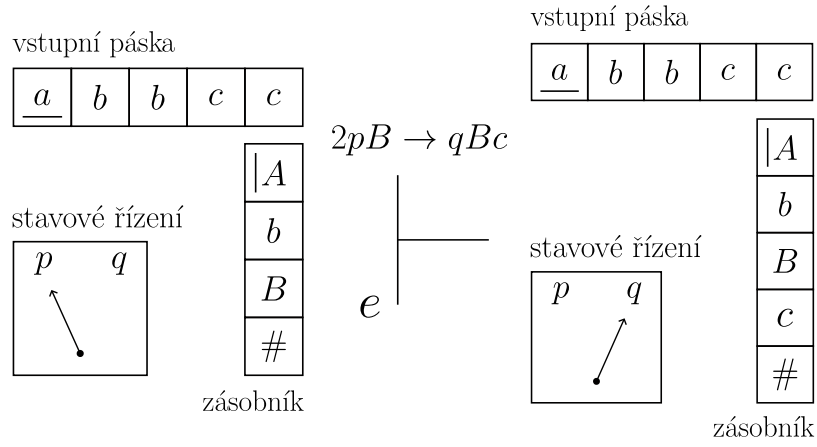 vstupní páska
a b b c c
A
b
B
#
stavové řízení
p q
zásobník
2pB → qBc
e
vstupní páska
a b b c c
A
b
B
c
#
stavové řízení
p q
zásobník